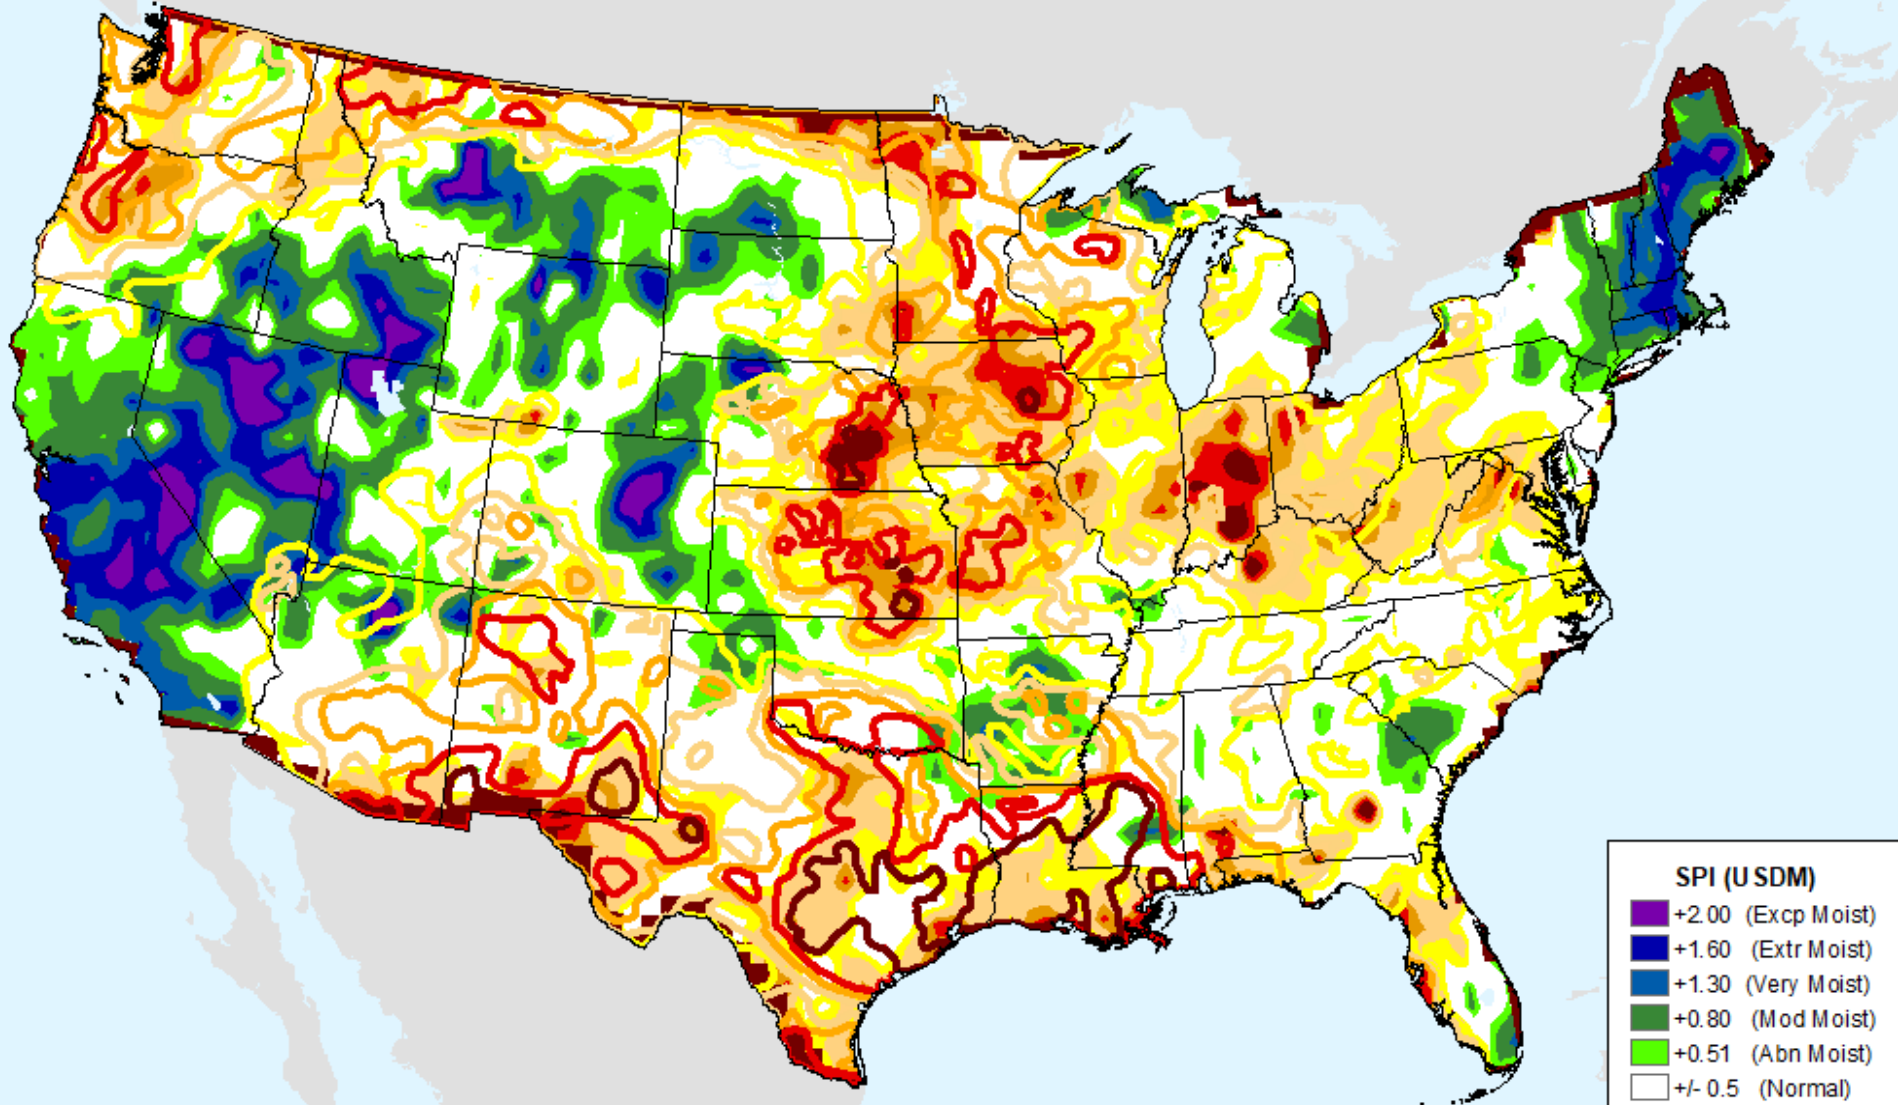 SPI (USDM)
+2.00 (Excp Moist)
+1.60 (Extr Moist)
+1.30 (Very Moist)
+0.80 (Mod Moist)
+0.51 (Abn Moist)
+/- 0.5 (Normal)